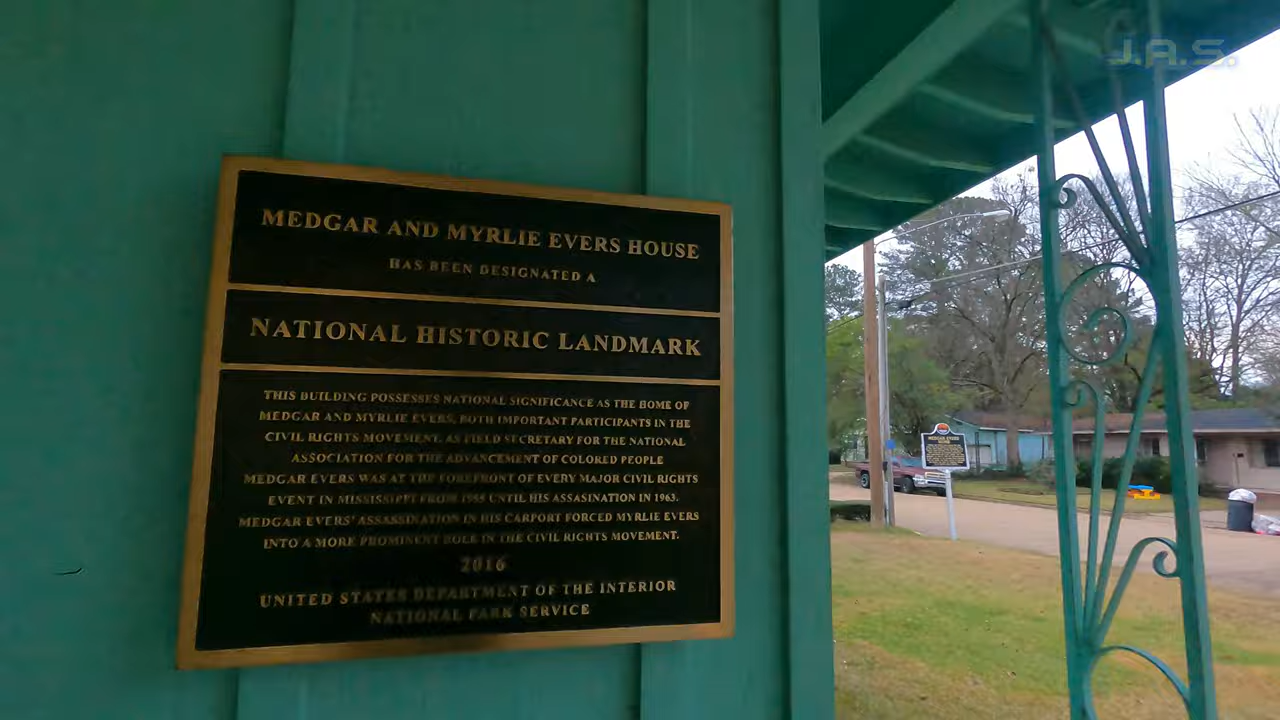 MEDGAR AND MYRLIE EVERS HOUSE
HAS BEEN DESIGNATED A
NATIONAL HISTORIC LANDMARK
THIS BUILDING POSSESSES NATIONAL SIGNIFICANCE AS THE HOME OF
MEDGAR AND MYRLIE EVERS, BOTH IMPORTANT PARTICIPANTS IN THE
CIVIL RIGHTS MOVEMENT. AS FIELD SECRETARY FOR THE NATIONAL
ASSOCIATION FOR THE ADVANCEMENT OF COLORED PEOPLE
MEDGAR EVERS WAS AT THE FOREFRONT OF EVERY MAJOR CIVIL RIGHTS
EVENT IN MISSISSIPPI FROM 1955 UNTIL HIS ASSASINATION IN 1963.
MEDGAR EVERS' ASSASSINATION IN HIS CARPORT FORCED MYRLIE EVERS
INTO A MORE PROMINENT ROLE IN THE CIVIL RIGHTS MOVEMENT.
2016
UNITED STATES DEPARTMENT OF THE INTERIOR
NATIONAL PARK SERVICE
J.A.S.
MEDGAR EVERS
HOME